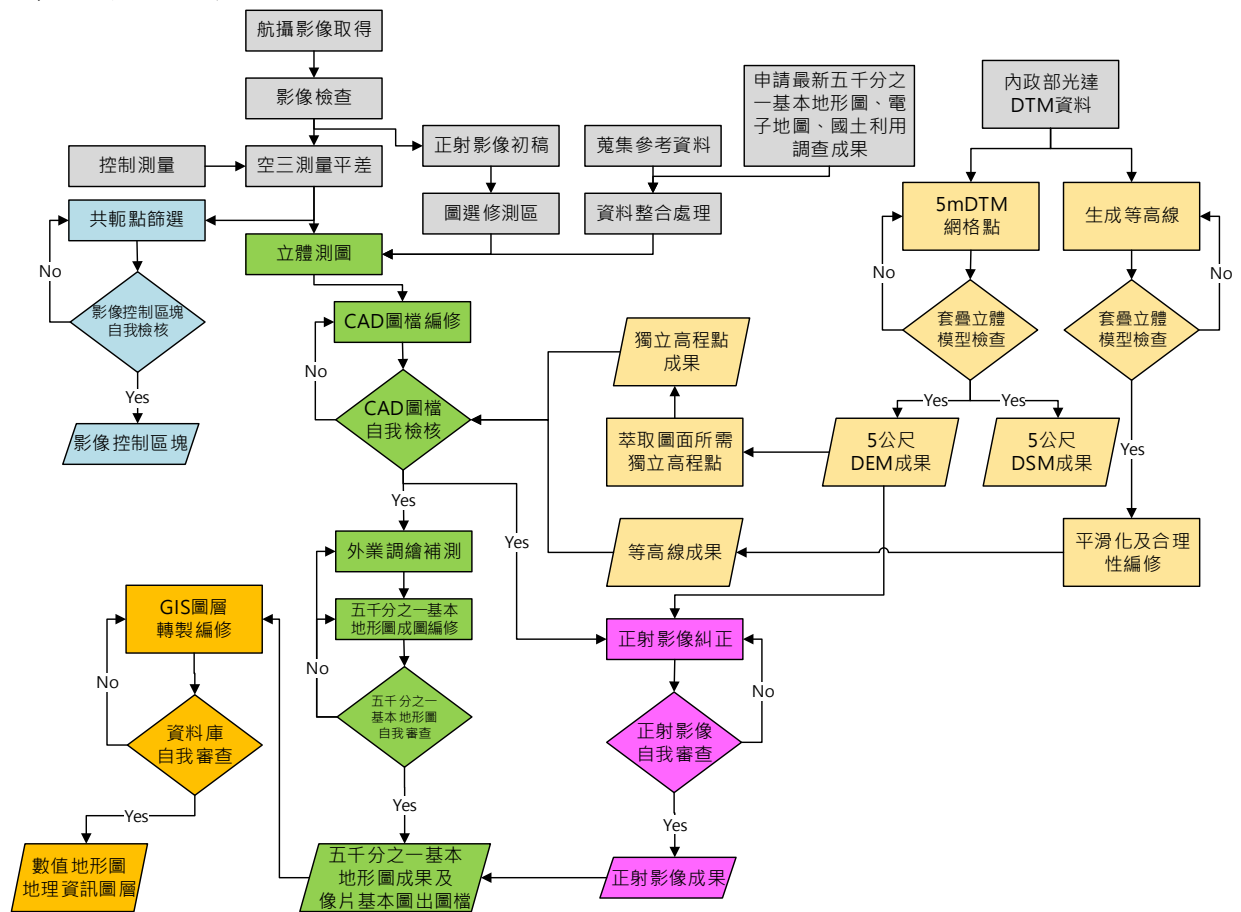 航攝影像取得
影像檢查
申請最新五千分之
一基本地形圖、電
子地圖、國土利用
調查成果
內政部光達
DTM資料
控制測量
空三測量平差
正射影像初稿
蒐集參考資料
共軛點篩選
圖選修測區
資料整合處理
5mDTM
網格點
生成等高線
立體測圖
No
影像控制區塊
自我檢核
Yes
影像控制區塊
CAD圖檔編修
No
CAD圖檔
自我檢核
Yes
Yes
獨立高程點
成果
萃取圖面所需
獨立高程點
No
套疊立體
模型檢查
No
套疊立體
模型檢查
Yes
Yes
5公尺
DEM成果
5公尺
DSM成果
Yes
等高線成果
平滑化及合理
性編修
外業調繪補測
五千分之一基本
地形圖成圖編修
No
五千分之一
基本地形圖
自我審查
Yes
正射影像糾正
No
正射影像
自我審查
Yes
正射影像成果
GIS圖層
轉製編修
No
資料庫
自我審查
Yes
數值地形圖
地理資訊圖層
五千分之一基本
地形圖成果及
像片基本圖出圖檔